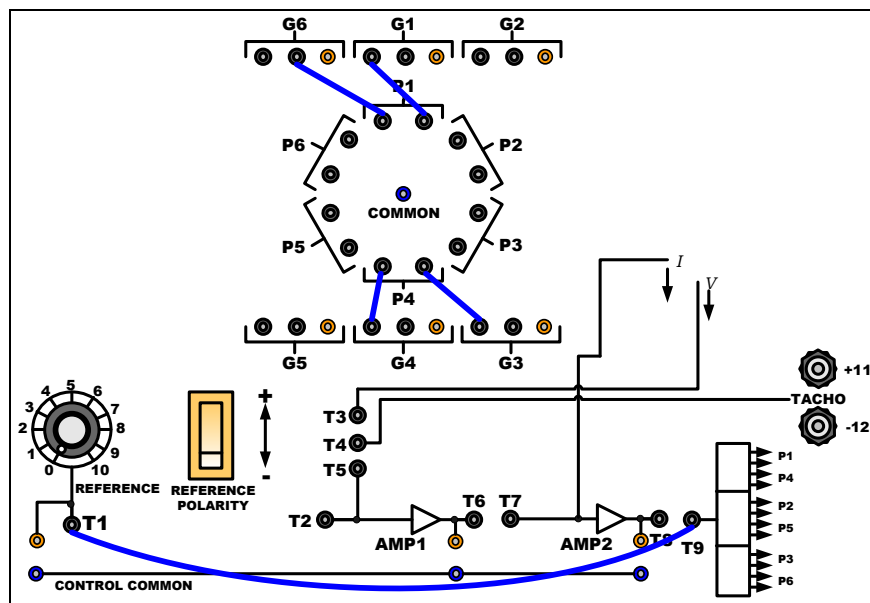 G6 G1 G2
P1
P6 P2
COMMON
P5 P3
P4
I
V
G5 G4 G3
+11
TACHO
-12
0 1 2 3 4 5 6 7 8 9 10
REFERENCE
+
-
REFERENCE
POLARITY
T3
T4
T5
T1 T2 T6 T7 T8 T9
AMP1 AMP2
CONTROL COMMON
P1
P4
P2
P5
P3
P6